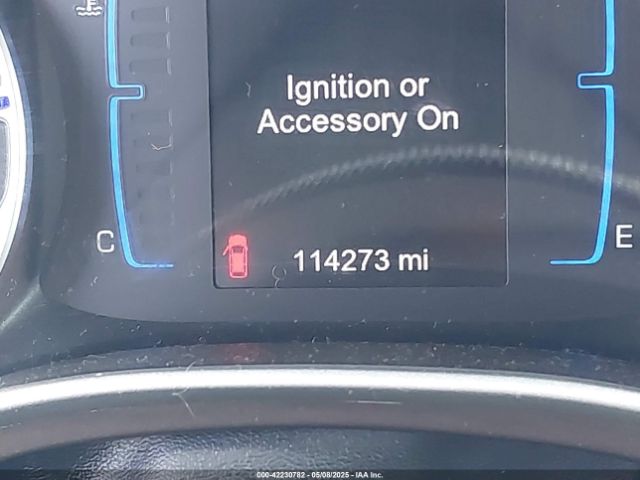 Ignition or
Accessory On
C
E
114273 mi
000-42230782 - 05/08/2025 - IAA Inc.